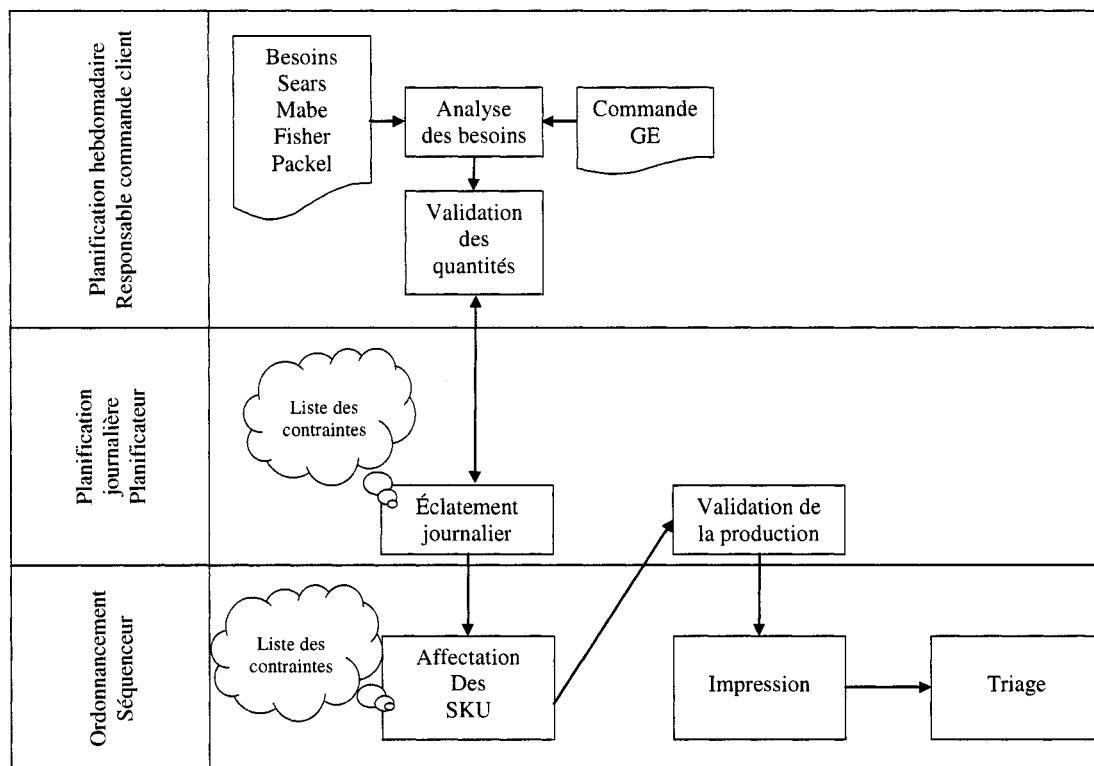 Planification hebdomadaire
Responsable commande client
Besoins
Sears
Mabe
Fisher
Packel
Analyse
des besoins
Commande
GE
Validation
des
quantités
Planification
journalière
Planificateur
Liste des
contraintes
Éclatement
journalier
Validation de
la production
Ordonnancement
Séquenceur
Liste des
contraintes
Affectation
Des
SKU
Impression
Triage